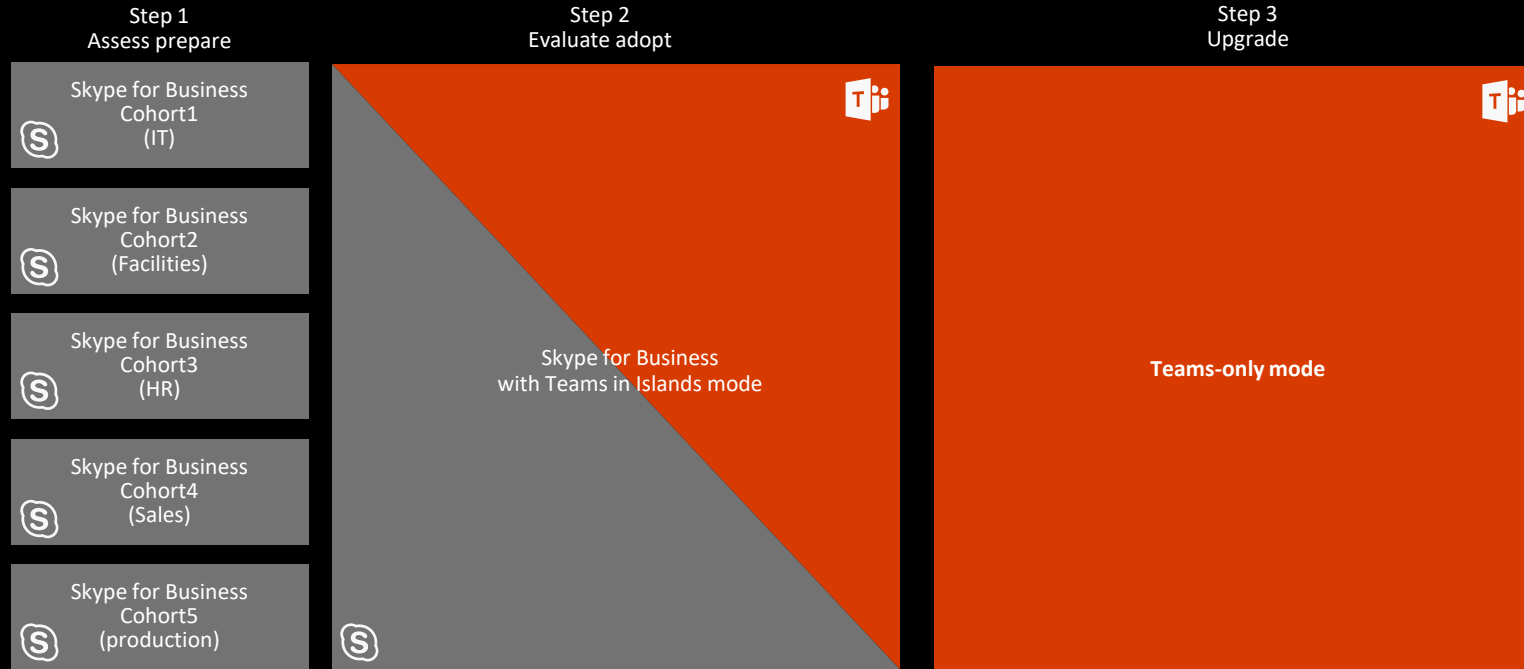 Step 1
Assess prepare
Step 2
Evaluate adopt
Step 3
Upgrade
Skype for Business
Cohort1
(IT)
S
Skype for Business
Cohort2
(Facilities)
S
Skype for Business
Cohort3
(HR)
S
Skype for Business
Cohort4
(Sales)
S
Skype for Business
Cohort5
(production)
S
T
Skype for Business
with Teams in Islands mode
S
T
Teams-only mode